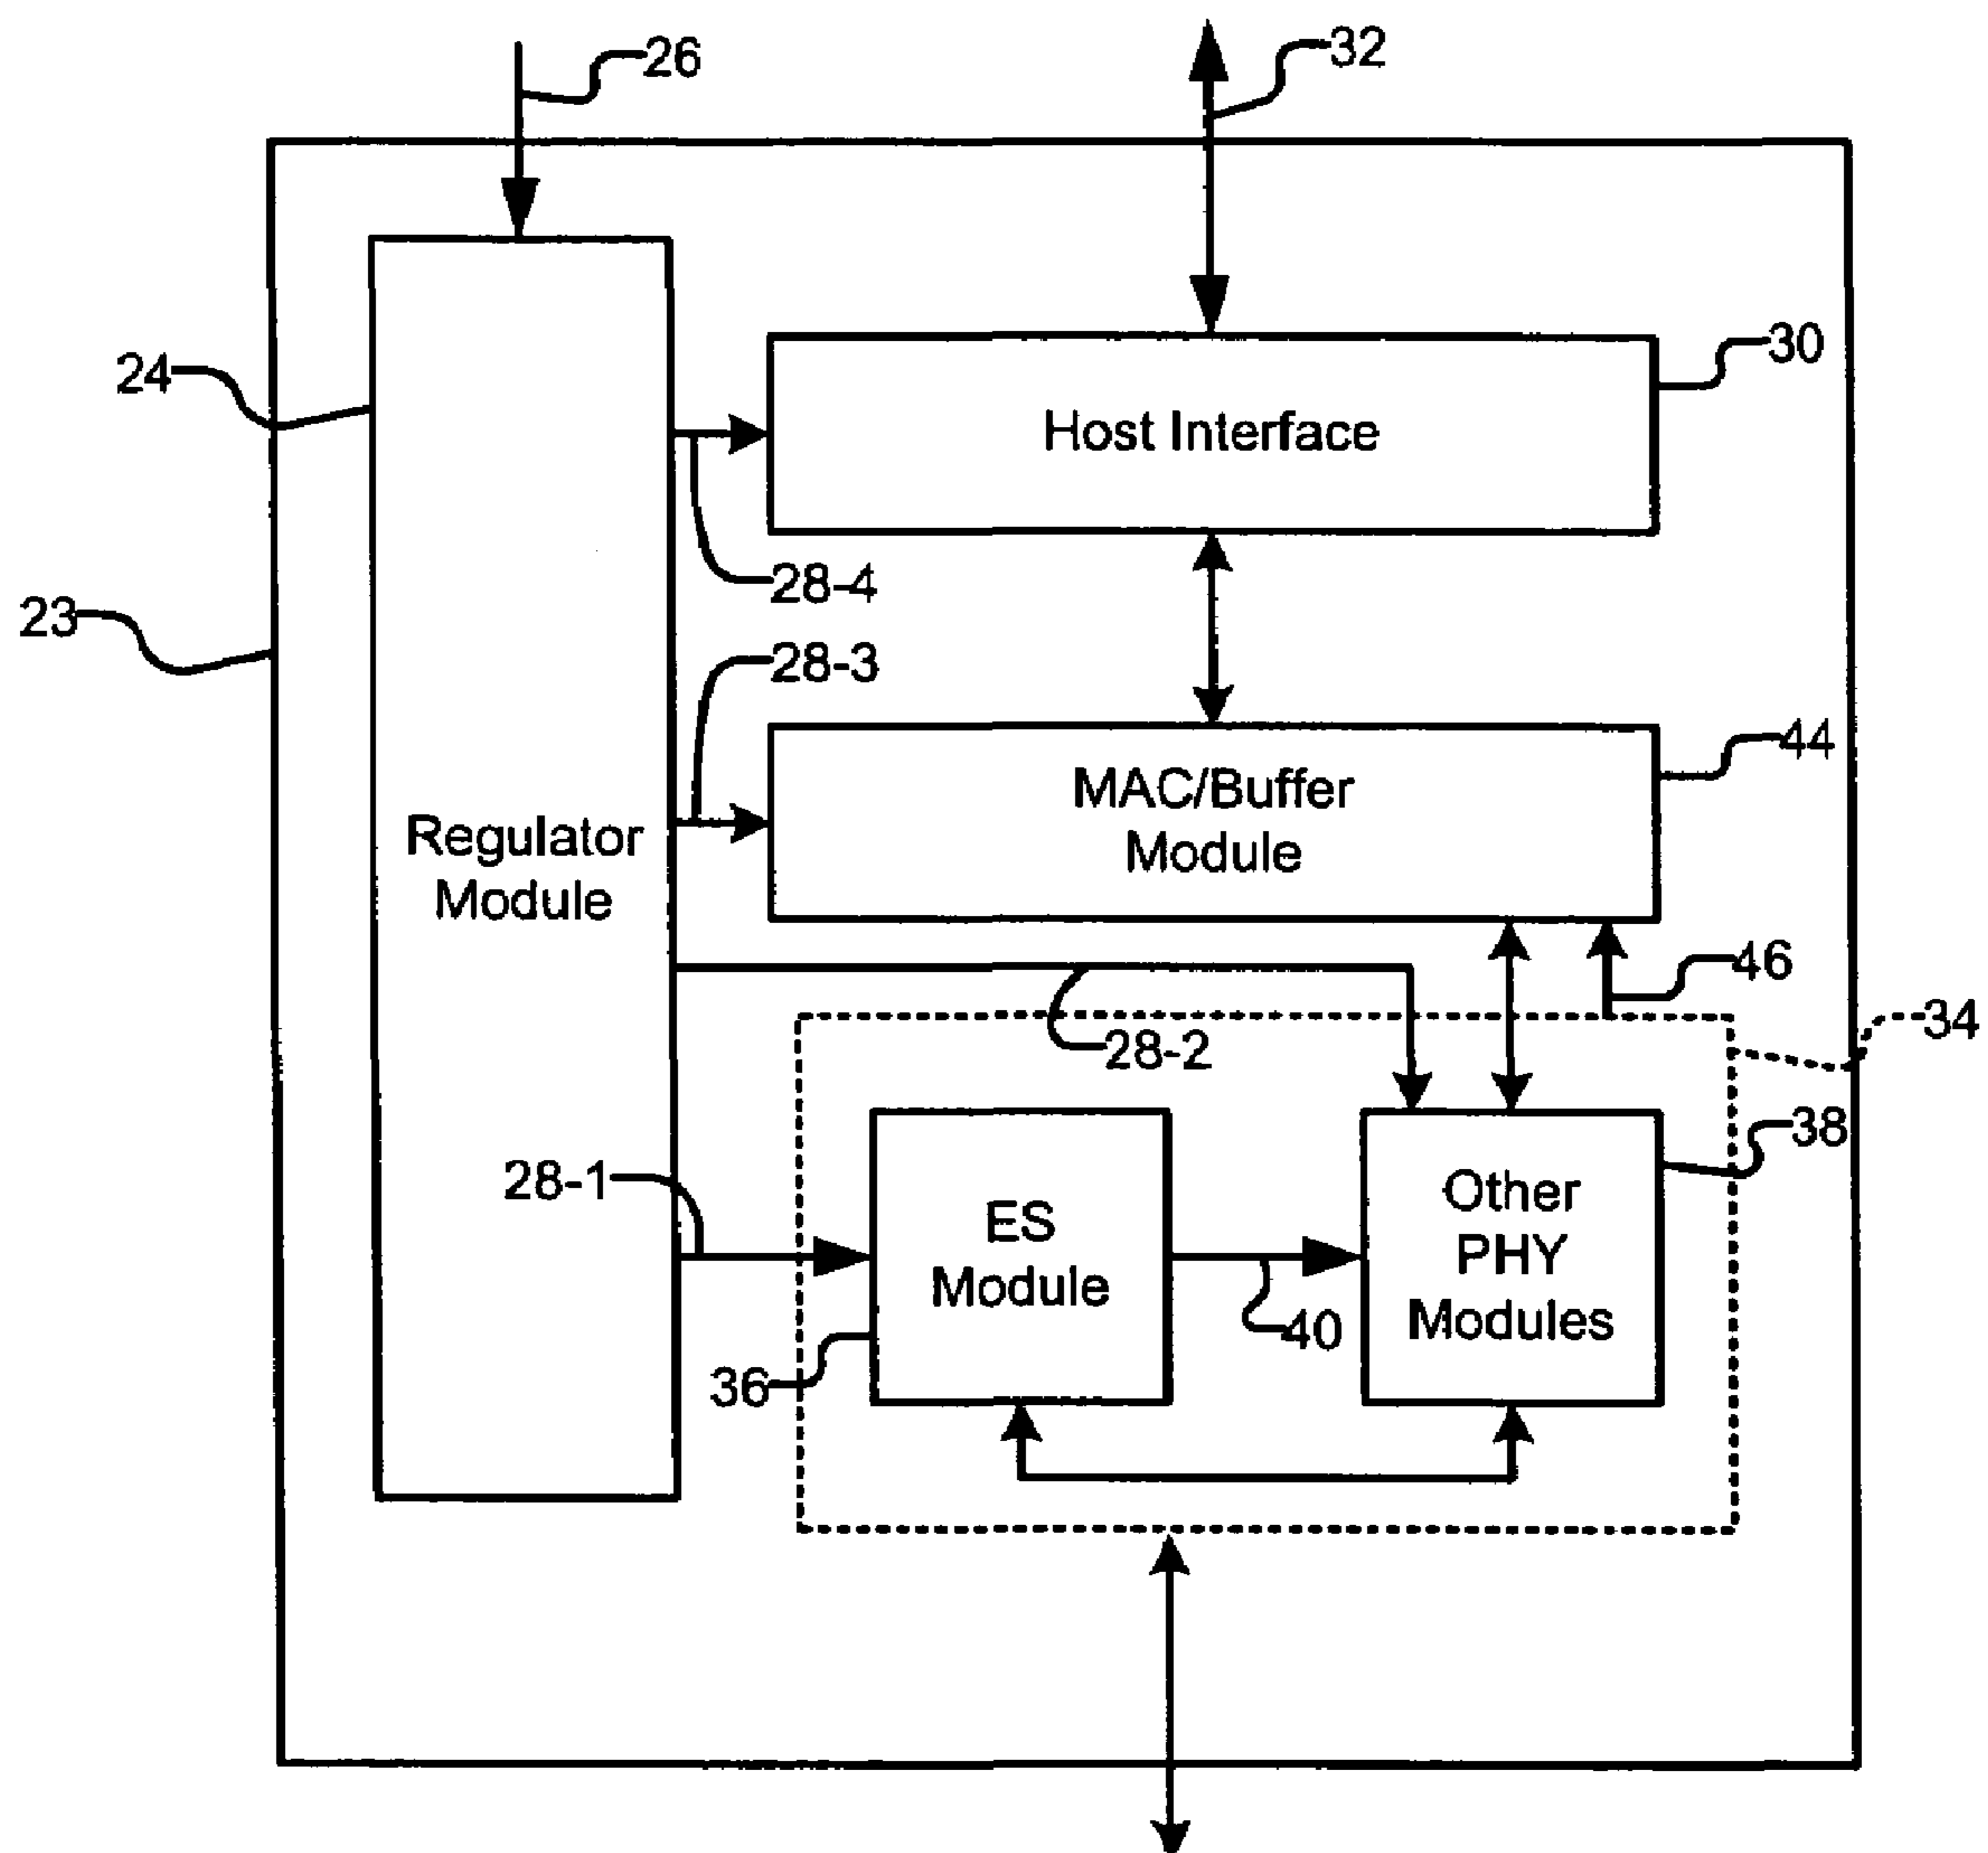 26
32
24
30
Host Interface
28-4
23
28-3
44
MAC/Buffer
Module
Regulator
Module
46
34
28-2
38
28-1
ES
Module
Other
PHY
Modules
40
36